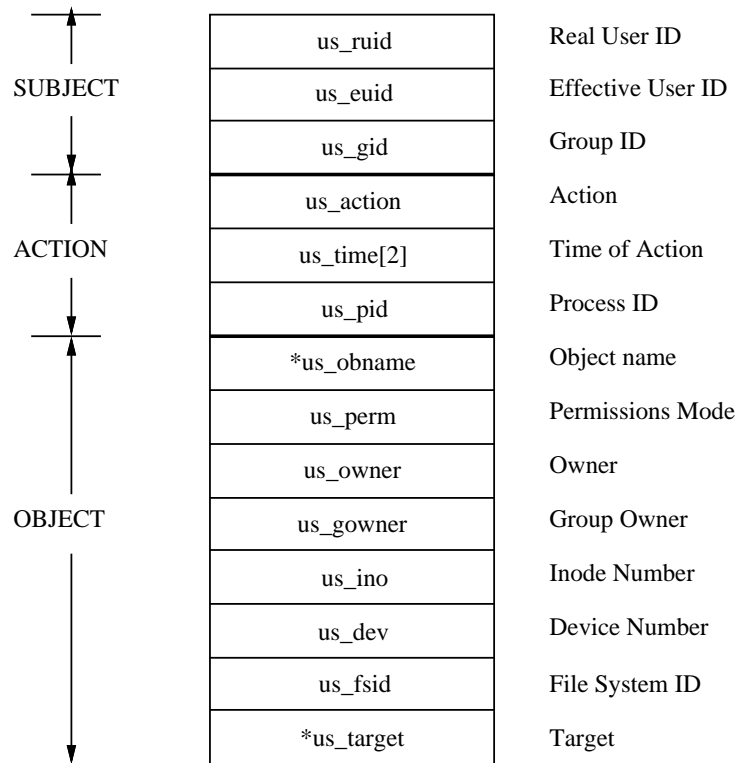 us_ruid Real User ID
SUBJECT us_euid Effective User ID
us_gid Group ID
us_action Action
ACTION us_time[2] Time of Action
us_pid Process ID
*us_obname Object name
us_perm Permissions Mode
us_owner Owner
OBJECT us_gowner Group Owner
us_ino Inode Number
us_dev Device Number
us_fsid File System ID
*us_target Target